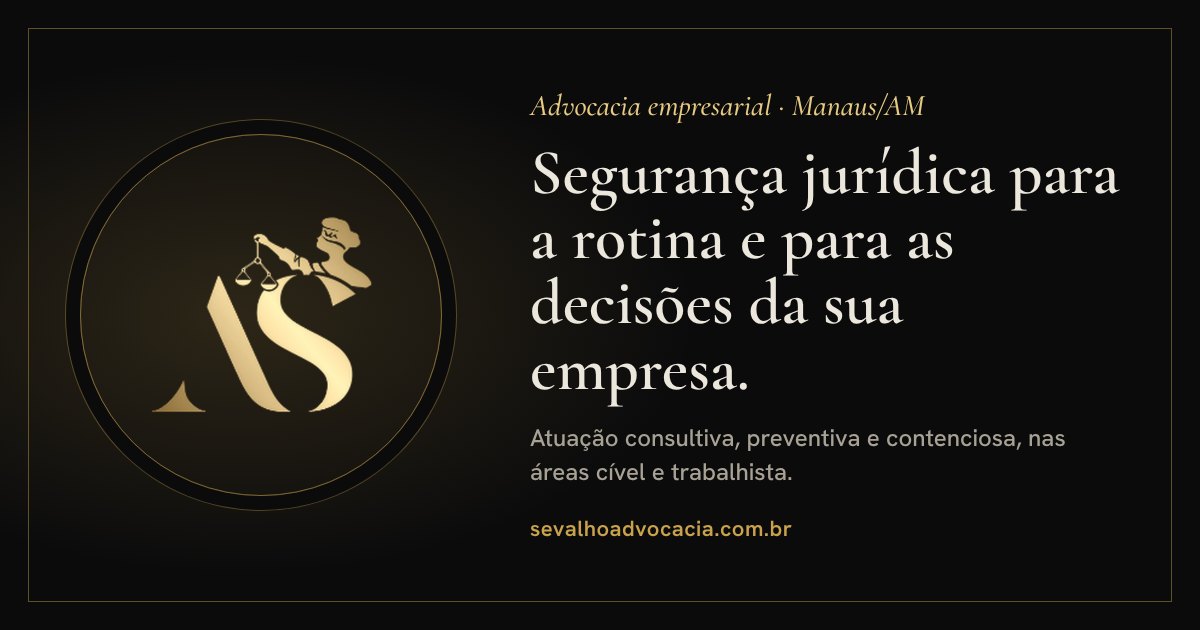 AS
Advocacia empresarial · Manaus/AM
Segurança jurídica para
a rotina e para as
decisões da sua
empresa.
Atuação consultiva, preventiva e contenciosa, nas
áreas cível e trabalhista.
sevalhoadvocacia.com.br